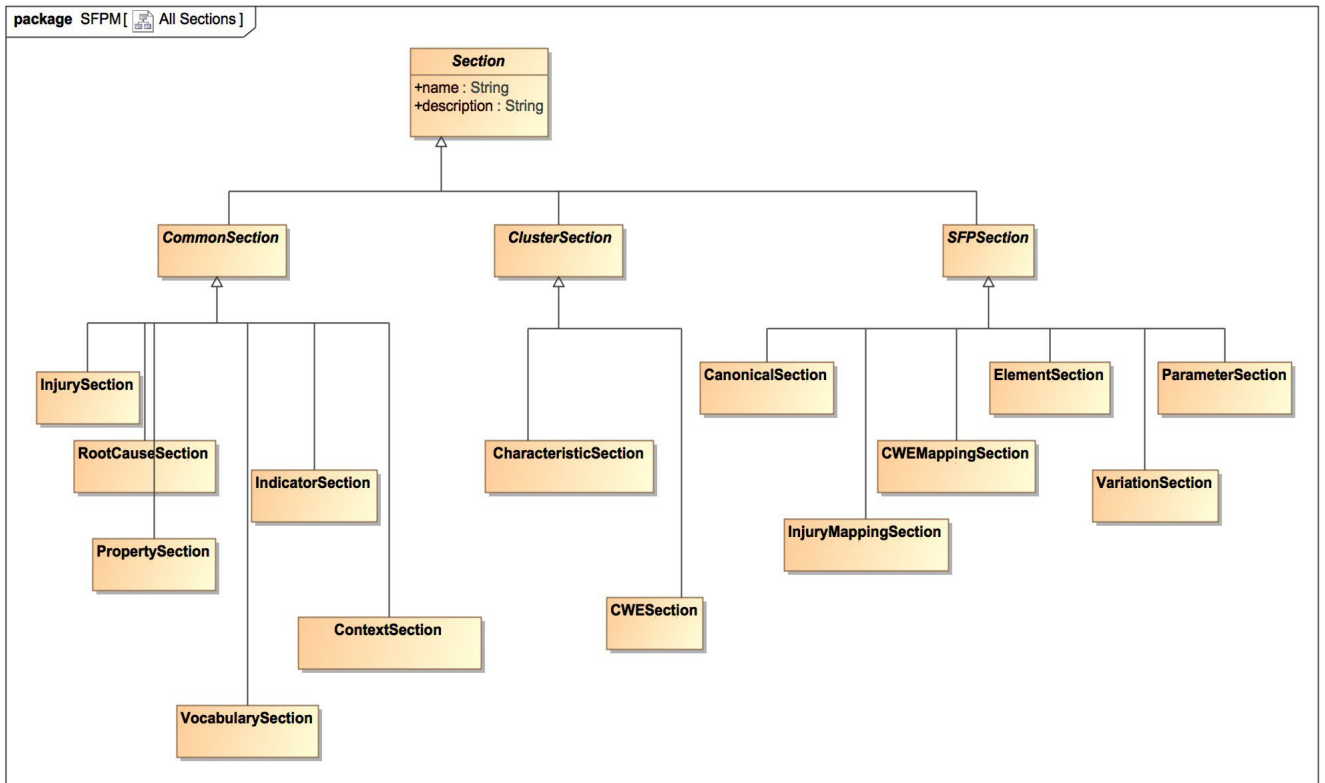 package SFPM [ All Sections ]
Section
+name : String
+description : String
CommonSection
ClusterSection
SFPSection
InjurySection
CanonicalSection
ElementSection
ParameterSection
RootCauseSection
IndicatorSection
CharacteristicSection
CWEMappingSection
VariationSection
PropertySection
InjuryMappingSection
ContextSection
CWESection
VocabularySection